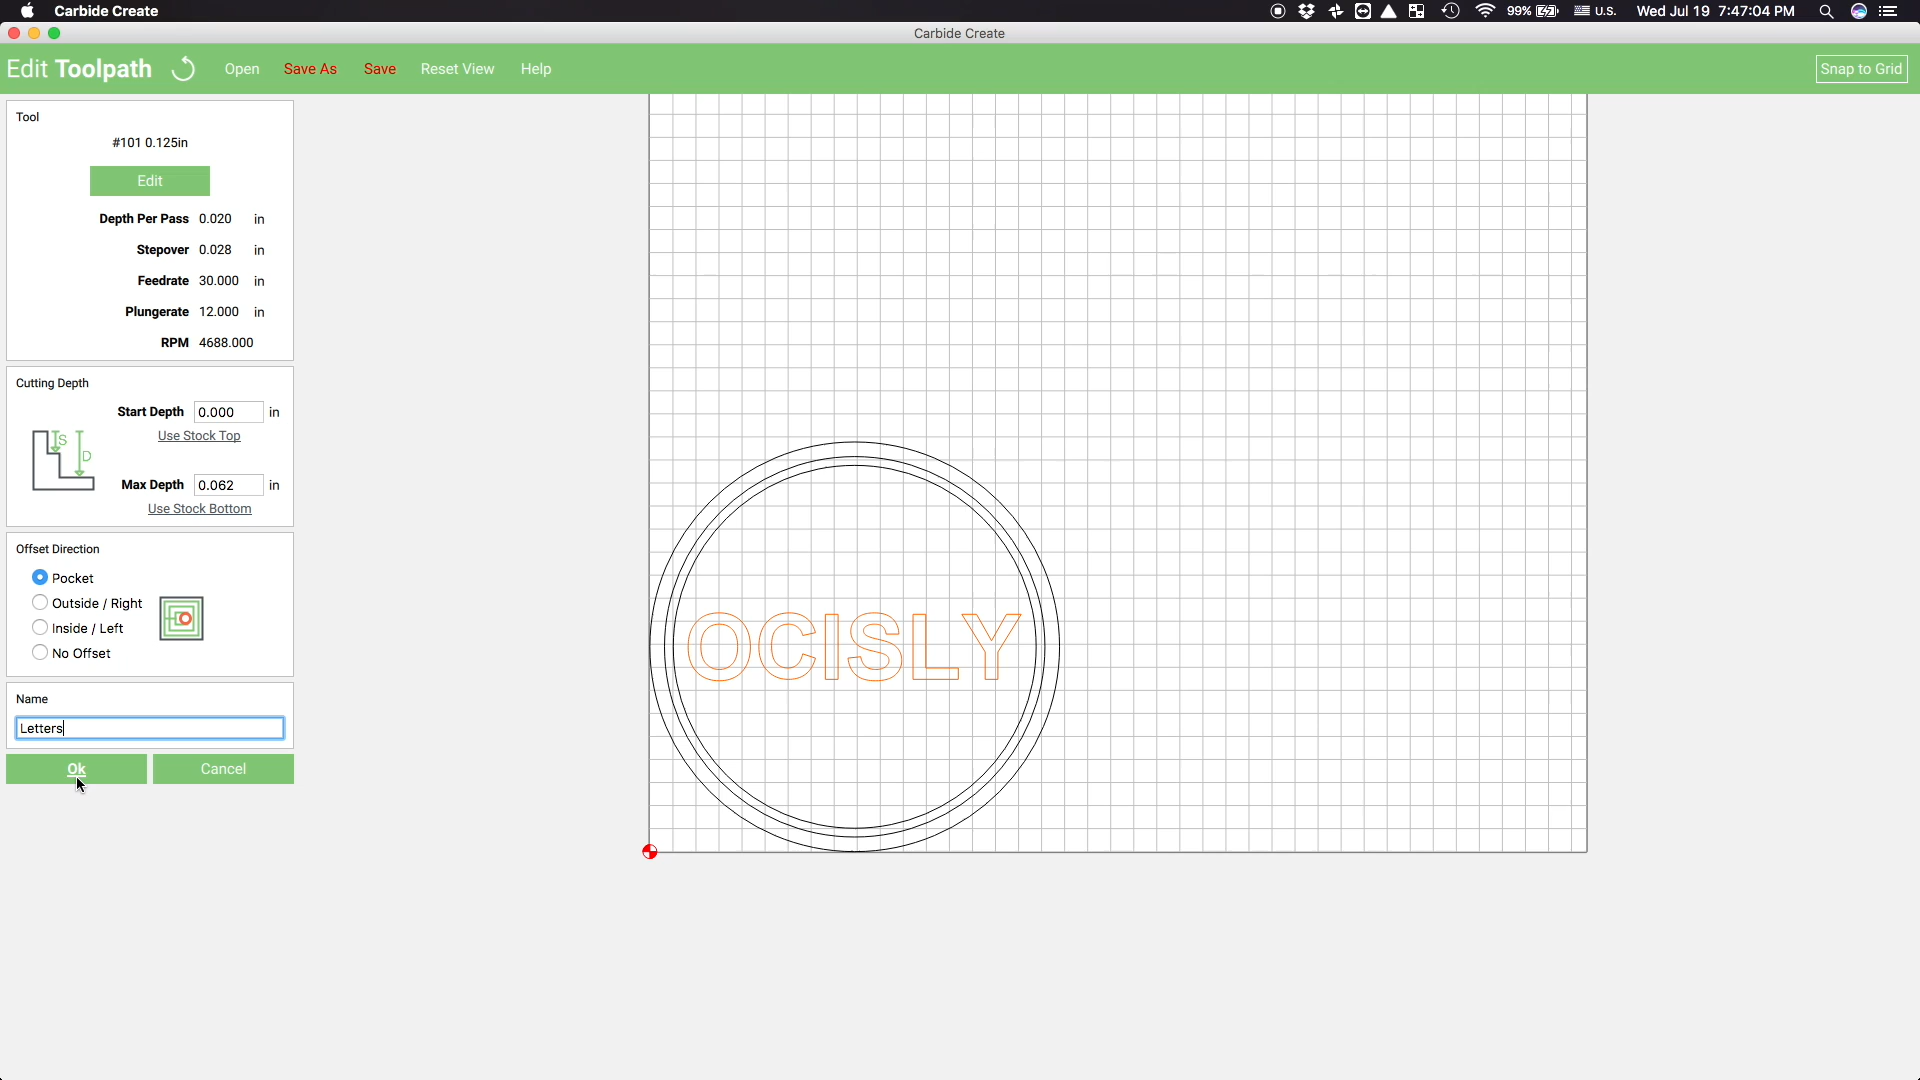 Carbide Create
99%
U.S.
Wed Jul 19 7:47:04 PM
Carbide Create
Edit Toolpath
Open
Save As
Save
Reset View
Help
Snap to Grid
Tool
#101 0.125in
Edit
Depth Per Pass 0.020 in
Stepover 0.028 in
Feedrate 30.000 in
Plungerate 12.000 in
RPM 4688.000
Cutting Depth
Start Depth 0.000 in
Use Stock Top
S
D
Max Depth 0.062 in
Use Stock Bottom
Offset Direction
Pocket
Outside / Right
Inside / Left
No Offset
Name
Letters
Ok
Cancel
OCISLY